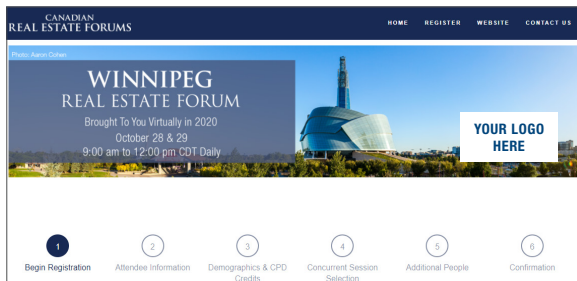 CANADIAN
REAL ESTATE FORUMS
HOME REGISTER WEBSITE CONTACT US
Photo: Aaron Cohen
WINNIPEG
REAL ESTATE FORUM
Brought To You Virtually in 2020
October 28 & 29
9:00 am to 12:00 pm CDT Daily
YOUR LOGO
HERE
1 2 3 4 5 6
Begin Registration Attendee Information Demographics & CPD Concurrent Session Additional People Confirmation
Credits Selection